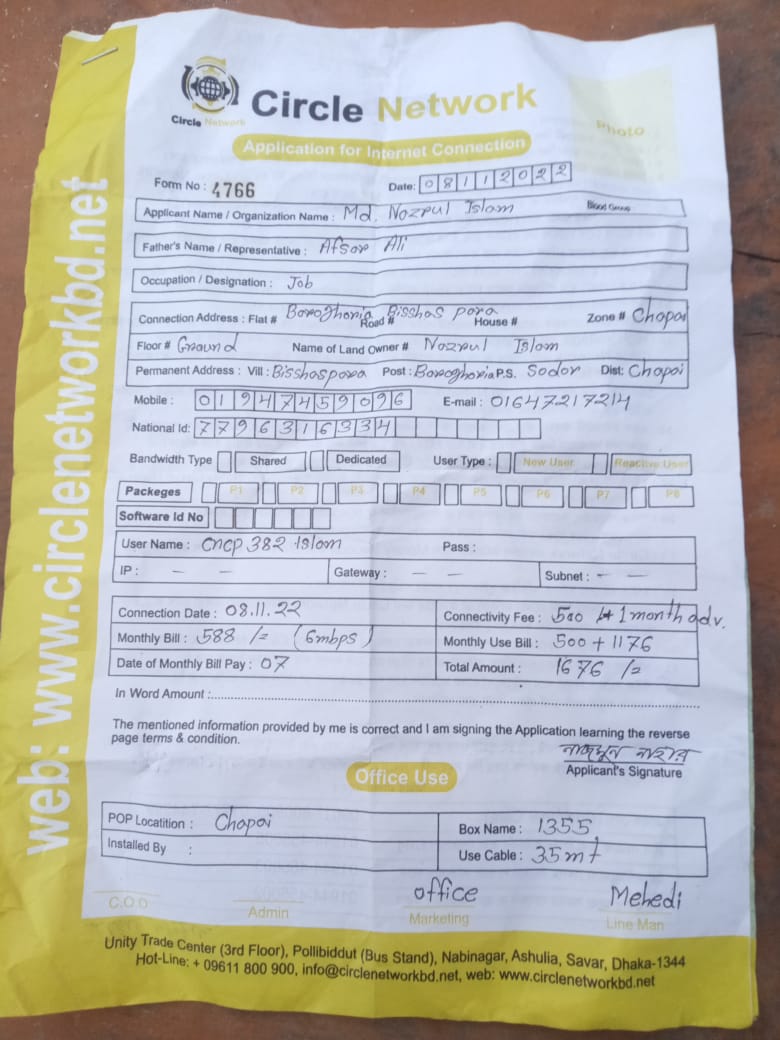 Circle Network
Circle Network
Photo
Application for Internet Connection
Form No : 4766
Date: 08112022
Applicant Name / Organization Name : Md. Nozrul Islam Blood Group
Father's Name / Representative : Afsar Ali
Occupation / Designation : Job
Connection Address : Flat # Baroghoria Bisshas para Road # House # Zone # Chapai
Floor # Ground Name of Land Owner # Nozrul Islam
Permanent Address : Vill : Bisshaspara Post : Baroghoria P.S. Sodor Dist: Chapai
Mobile : 01947459096 E-mail : 01647217214
National Id: 7796316334
Bandwidth Type Shared Dedicated User Type : New User Reactive User
Packeges P1 P2 P3 P4 P5 P6 P7 P8
Software Id No
User Name : cncp 382 islam Pass :
IP : – – Gateway : – – Subnet : – –
Connection Date : 08.11.22 Connectivity Fee : 500 /+ 1 month adv.
Monthly Bill : 588 /= (6mbps) Monthly Use Bill : 500 + 1176
Date of Monthly Bill Pay : 07 Total Amount : 1676 /=
In Word Amount :
The mentioned information provided by me is correct and I am signing the Application learning the reverse
page terms & condition.
নাজমুন নাহার
Applicant's Signature
Office Use
POP Locatition : Chapai Box Name : 1355
Installed By : Use Cable : 35mt
office Mehedi
C.O.O Admin Marketing Line Man
Unity Trade Center (3rd Floor), Pollibiddut (Bus Stand), Nabinagar, Ashulia, Savar, Dhaka-1344
Hot-Line: + 09611 800 900, info@circlenetworkbd.net, web: www.circlenetworkbd.net
web: www.circlenetworkbd.net